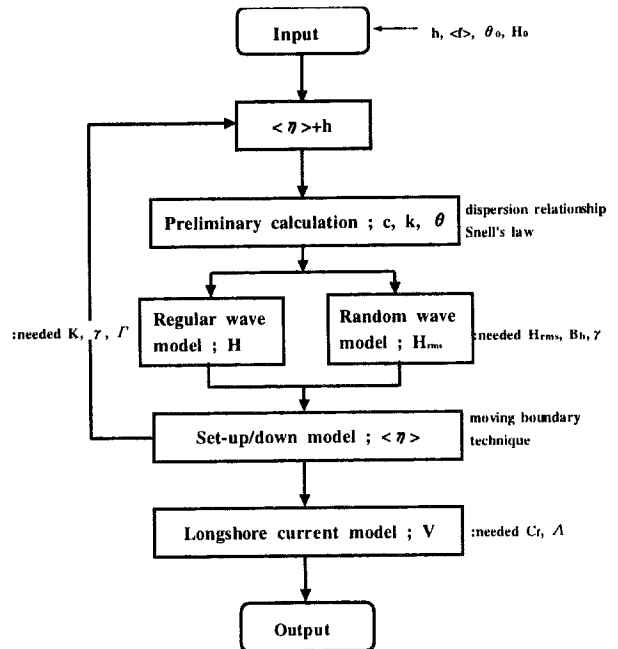 Input
h, <f>, θ₀, H₀
<η>+h
Preliminary calculation ; c, k, θ
dispersion relationship
Snell's law
Regular wave
model ; H
Random wave
model ; Hrms
:needed K, γ, Γ
:needed Hrms, Bb, γ
Set-up/down model ; <η>
moving boundary
technique
Longshore current model ; V
:needed Cf, Λ
Output